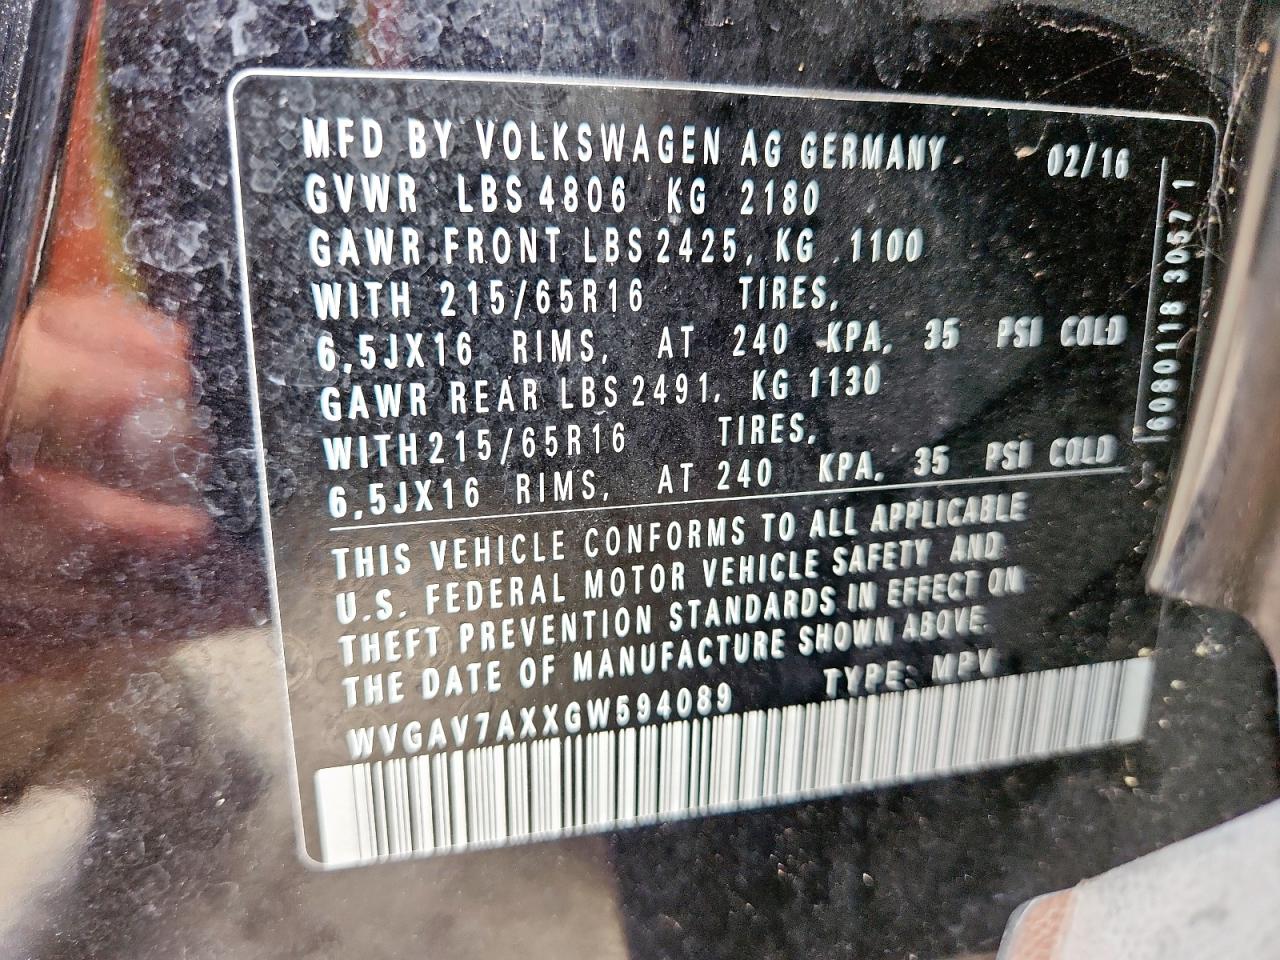 MFD BY VOLKSWAGEN AG GERMANY 02/16
GVWR LBS 4806 KG 2180
GAWR FRONT LBS 2425, KG 1100
WITH 215/65R16 TIRES,
6,5JX16 RIMS, AT 240 KPA, 35 PSI COLD
GAWR REAR LBS 2491, KG 1130
WITH 215/65R16 TIRES,
6,5JX16 RIMS, AT 240 KPA, 35 PSI COLD
THIS VEHICLE CONFORMS TO ALL APPLICABLE
U.S. FEDERAL MOTOR VEHICLE SAFETY AND
THEFT PREVENTION STANDARDS IN EFFECT ON
THE DATE OF MANUFACTURE SHOWN ABOVE
WVGAV7AXXGW594089 TYPE: MPV
6080118 3057 1